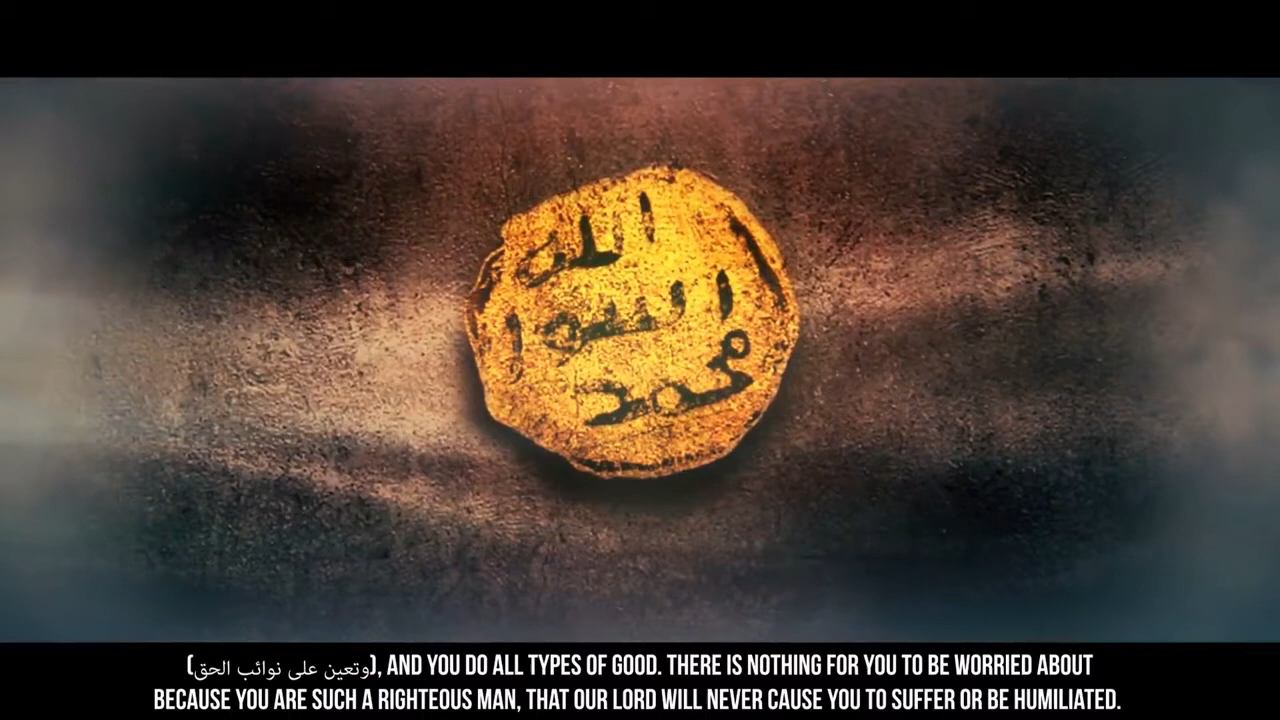 الله
محمد
(وتعين على نوائب الحق), AND YOU DO ALL TYPES OF GOOD. THERE IS NOTHING FOR YOU TO BE WORRIED ABOUT
BECAUSE YOU ARE SUCH A RIGHTEOUS MAN, THAT OUR LORD WILL NEVER CAUSE YOU TO SUFFER OR BE HUMILIATED.